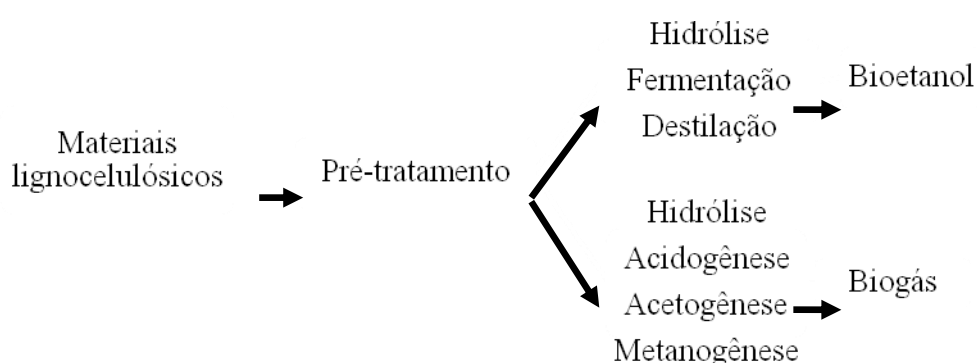 Materiais
lignocelulósicos
Pré-tratamento
Hidrólise
Fermentação
Destilação
Bioetanol
Hidrólise
Acidogênese
Acetogênese
Metanogênese
Biogás